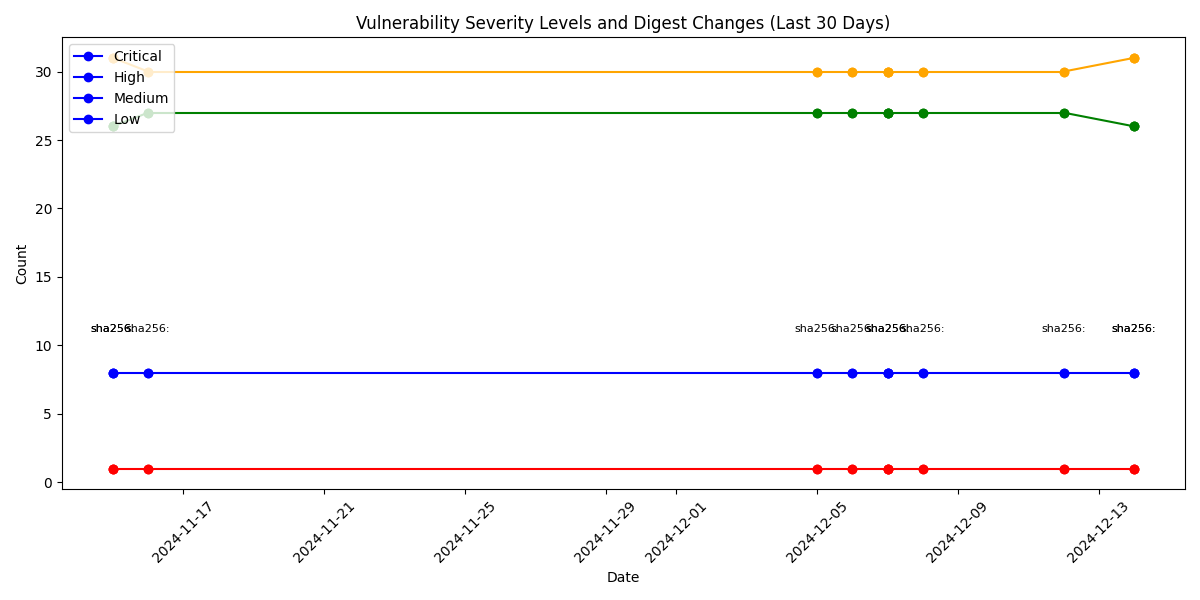 Vulnerability Severity Levels and Digest Changes (Last 30 Days)
Critical
High
Medium
Low
30
25
20
15
10
5
0
Count
sha256:
sha256:
sha256:
sha256:
sha256:
sha256:
sha256:
sha256:
2024-11-17
2024-11-21
2024-11-25
2024-11-29
2024-12-01
2024-12-05
2024-12-09
2024-12-13
Date